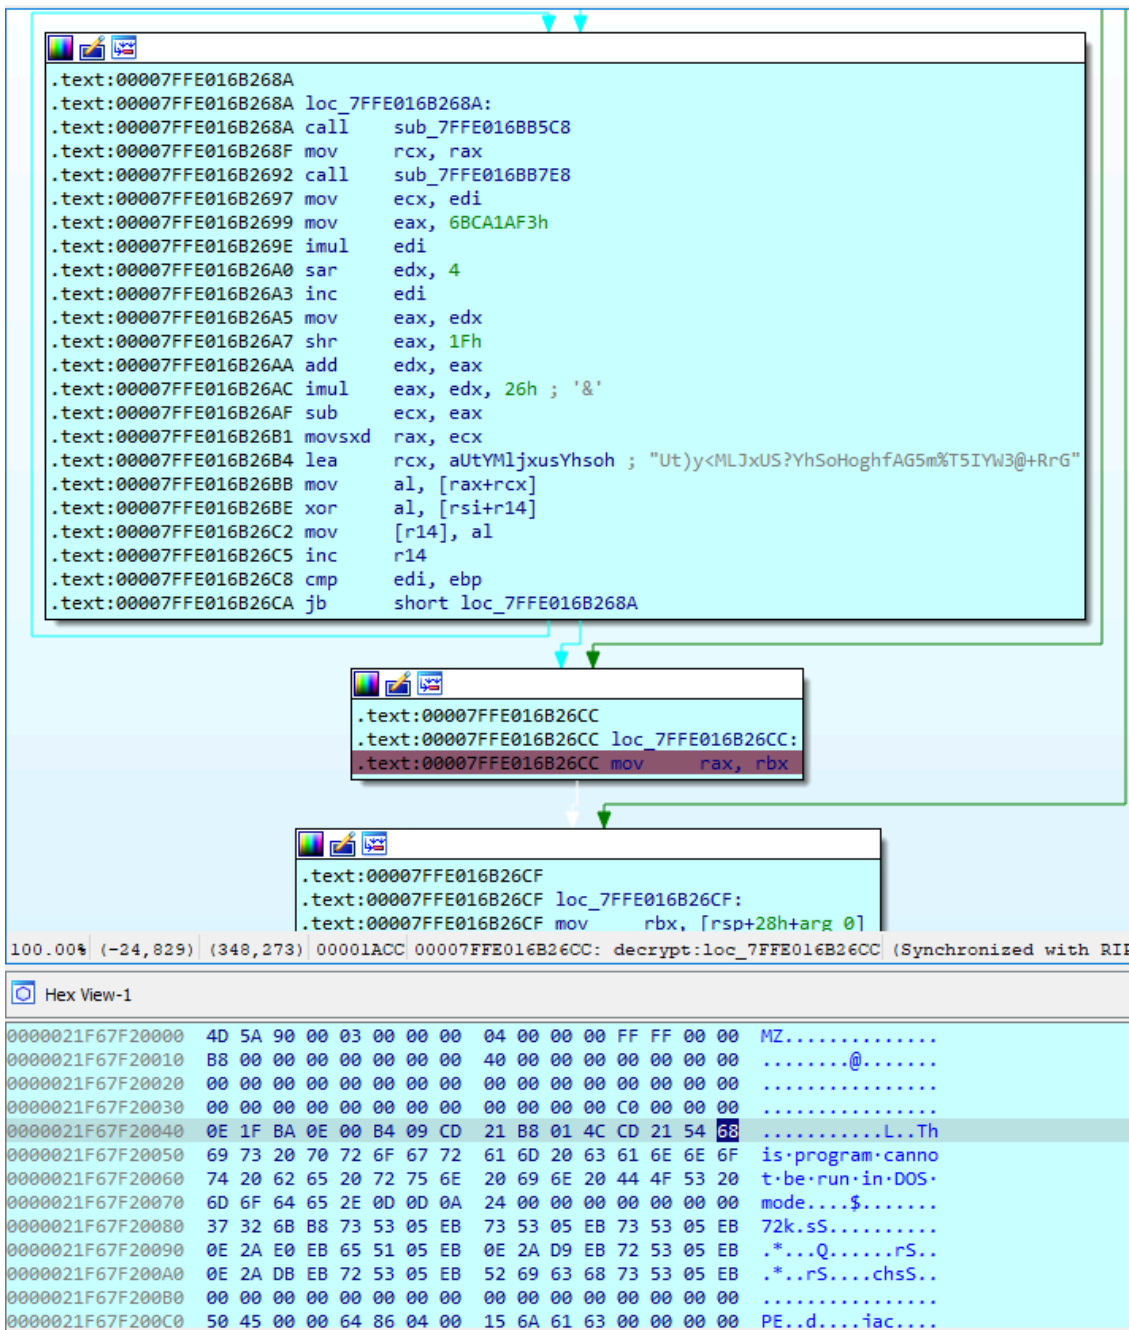 .text:00007FFE016B268A
.text:00007FFE016B268A loc_7FFE016B268A:
.text:00007FFE016B268A call    sub_7FFE016BB5C8
.text:00007FFE016B268F mov     rcx, rax
.text:00007FFE016B2692 call    sub_7FFE016BB7E8
.text:00007FFE016B2697 mov     ecx, edi
.text:00007FFE016B2699 mov     eax, 6BCA1AF3h
.text:00007FFE016B269E imul    edi
.text:00007FFE016B26A0 sar     edx, 4
.text:00007FFE016B26A3 inc     edi
.text:00007FFE016B26A5 mov     eax, edx
.text:00007FFE016B26A7 shr     eax, 1Fh
.text:00007FFE016B26AA add     edx, eax
.text:00007FFE016B26AC imul    eax, edx, 26h ; '&'
.text:00007FFE016B26AF sub     ecx, eax
.text:00007FFE016B26B1 movsxd  rax, ecx
.text:00007FFE016B26B4 lea     rcx, aUtYMljxusYhsoh ; "Ut)y<MLJxUS?YhSoHoghfAG5m%T5IYW3@+RrG"
.text:00007FFE016B26BB mov     al, [rax+rcx]
.text:00007FFE016B26BE xor     al, [rsi+r14]
.text:00007FFE016B26C2 mov     [r14], al
.text:00007FFE016B26C5 inc     r14
.text:00007FFE016B26C8 cmp     edi, ebp
.text:00007FFE016B26CA jb      short loc_7FFE016B268A
.text:00007FFE016B26CC
.text:00007FFE016B26CC loc_7FFE016B26CC:
.text:00007FFE016B26CC mov     rax, rbx
.text:00007FFE016B26CF
.text:00007FFE016B26CF loc_7FFE016B26CF:
.text:00007FFE016B26CF mov     rbx, [rsp+28h+arg_0]
100.00% (-24,829) (348,273) 00001ACC 00007FFE016B26CC: decrypt:loc_7FFE016B26CC (Synchronized with RIP
Hex View-1
0000021F67F20000  4D 5A 90 00 03 00 00 00  04 00 00 00 FF FF 00 00  MZ..............
0000021F67F20010  B8 00 00 00 00 00 00 00  40 00 00 00 00 00 00 00  ........@.......
0000021F67F20020  00 00 00 00 00 00 00 00  00 00 00 00 00 00 00 00  ................
0000021F67F20030  00 00 00 00 00 00 00 00  00 00 00 00 C0 00 00 00  ................
0000021F67F20040  0E 1F BA 0E 00 B4 09 CD  21 B8 01 4C CD 21 54 68  ...........L..Th
0000021F67F20050  69 73 20 70 72 6F 67 72  61 6D 20 63 61 6E 6E 6F  is·program·canno
0000021F67F20060  74 20 62 65 20 72 75 6E  20 69 6E 20 44 4F 53 20  t·be·run·in·DOS·
0000021F67F20070  6D 6F 64 65 2E 0D 0D 0A  24 00 00 00 00 00 00 00  mode....$.......
0000021F67F20080  37 32 6B B8 73 53 05 EB  73 53 05 EB 73 53 05 EB  72k.sS..........
0000021F67F20090  0E 2A E0 EB 65 51 05 EB  0E 2A D9 EB 72 53 05 EB  .*...Q......rS..
0000021F67F200A0  0E 2A DB EB 72 53 05 EB  52 69 63 68 73 53 05 EB  .*..rS....chsS..
0000021F67F200B0  00 00 00 00 00 00 00 00  00 00 00 00 00 00 00 00  ................
0000021F67F200C0  50 45 00 00 64 86 04 00  15 6A 61 63 00 00 00 00  PE..d....jac....